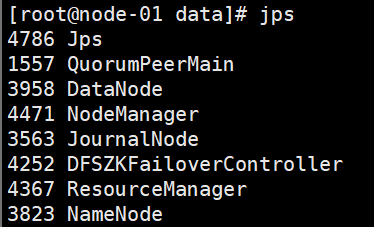 [root@node-01 data]# jps
4786 Jps
1557 QuorumPeerMain
3958 DataNode
4471 NodeManager
3563 JournalNode
4252 DFSZKFailoverController
4367 ResourceManager
3823 NameNode